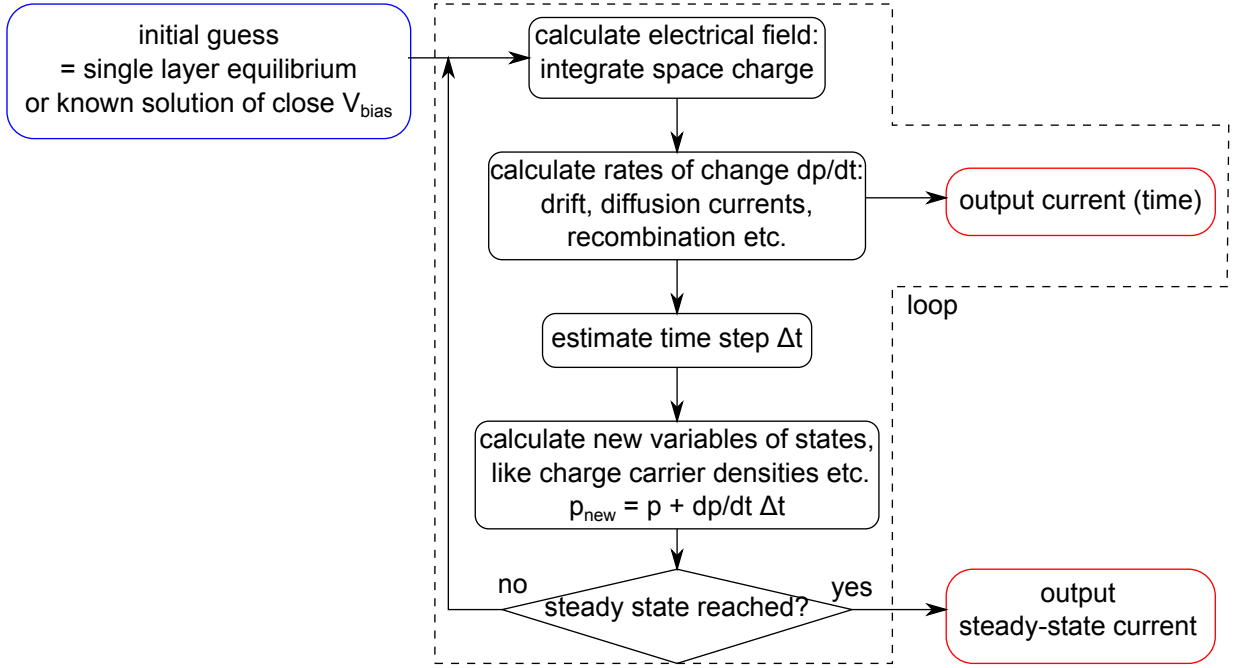 initial guess
= single layer equilibrium
or known solution of close V_bias
calculate electrical field:
integrate space charge
calculate rates of change dp/dt:
drift, diffusion currents,
recombination etc.
output current (time)
loop
estimate time step Δt
calculate new variables of states,
like charge carrier densities etc.
p_new = p + dp/dt Δt
no
steady state reached?
yes
output
steady-state current